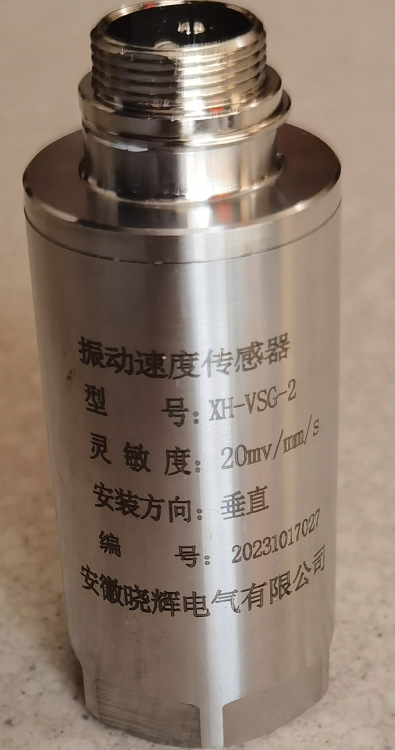 振动速度传感器
型 号：XH-VSG-2
灵敏度：20mv/mm/s
安装方向：垂直
编 号：20231017027
安徽晓辉电气有限公司